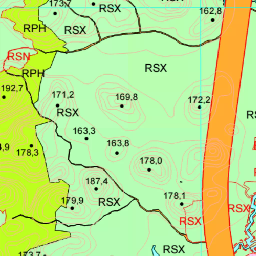 173,7
162,8
RPH
RSX
RSN
RSX
RPH
192,7
171,2
169,8
172,2
RSX
163,3
178,3
163,8
178,0
187,4
178,1
179,9
RSX
RSX
RSX
RSX